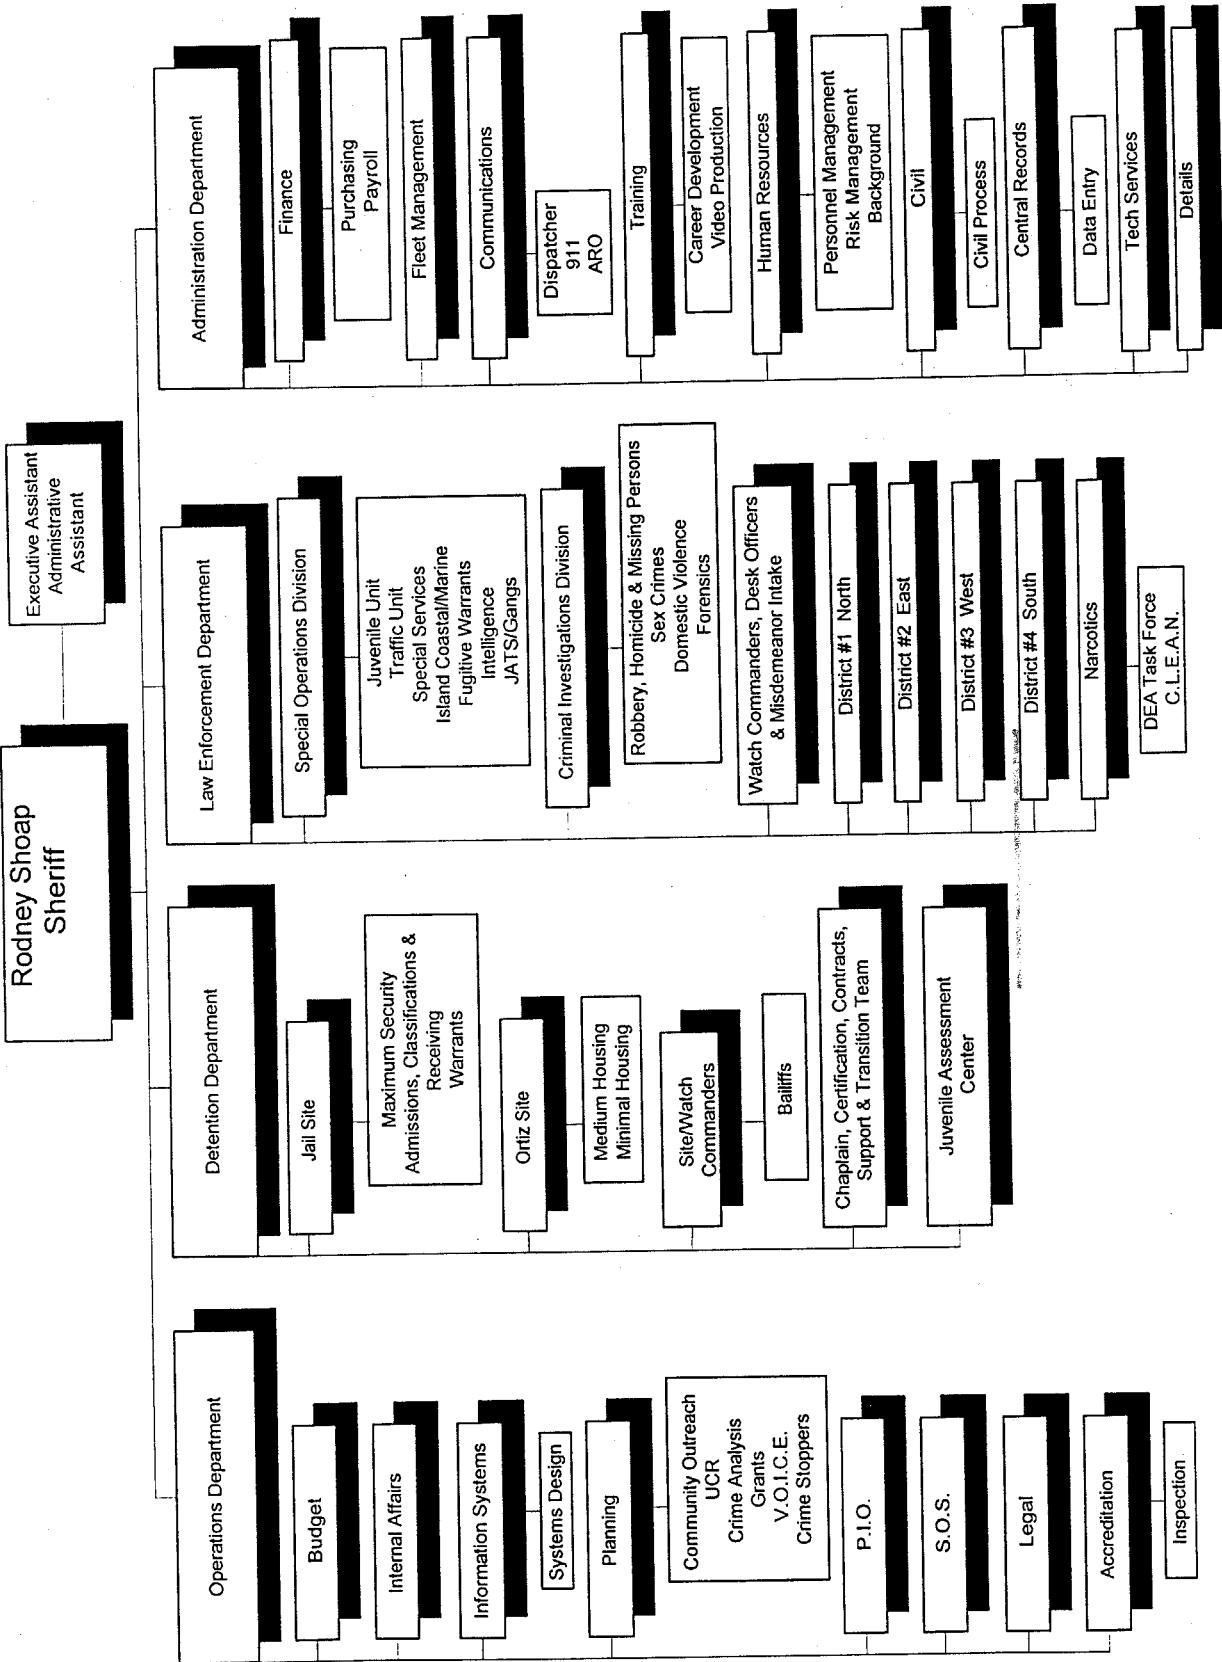 Rodney Shoap
Sheriff
Executive Assistant
Administrative
Assistant
Operations Department
Budget
Internal Affairs
Information Systems
Systems Design
Planning
Community Outreach
UCR
Crime Analysis
Grants
V.O.I.C.E.
Crime Stoppers
P.I.O.
S.O.S.
Legal
Accreditation
Inspection
Detention Department
Jail Site
Maximum Security
Admissions, Classifications &
Receiving
Warrants
Ortiz Site
Medium Housing
Minimal Housing
Site/Watch
Commanders
Bailiffs
Chaplain, Certification, Contracts,
Support & Transition Team
Juvenile Assessment
Center
Law Enforcement Department
Special Operations Division
Juvenile Unit
Traffic Unit
Special Services
Island Coastal/Marine
Fugitive Warrants
Intelligence
JATS/Gangs
Criminal Investigations Division
Robbery, Homicide & Missing Persons
Sex Crimes
Domestic Violence
Forensics
Watch Commanders, Desk Officers
& Misdemeanor Intake
District #1 North
District #2 East
District #3 West
District #4 South
Narcotics
DEA Task Force
C.L.E.A.N.
Administration Department
Finance
Purchasing
Payroll
Fleet Management
Communications
Dispatcher
911
ARO
Training
Career Development
Video Production
Human Resources
Personnel Management
Risk Management
Background
Civil
Civil Process
Central Records
Data Entry
Tech Services
Details